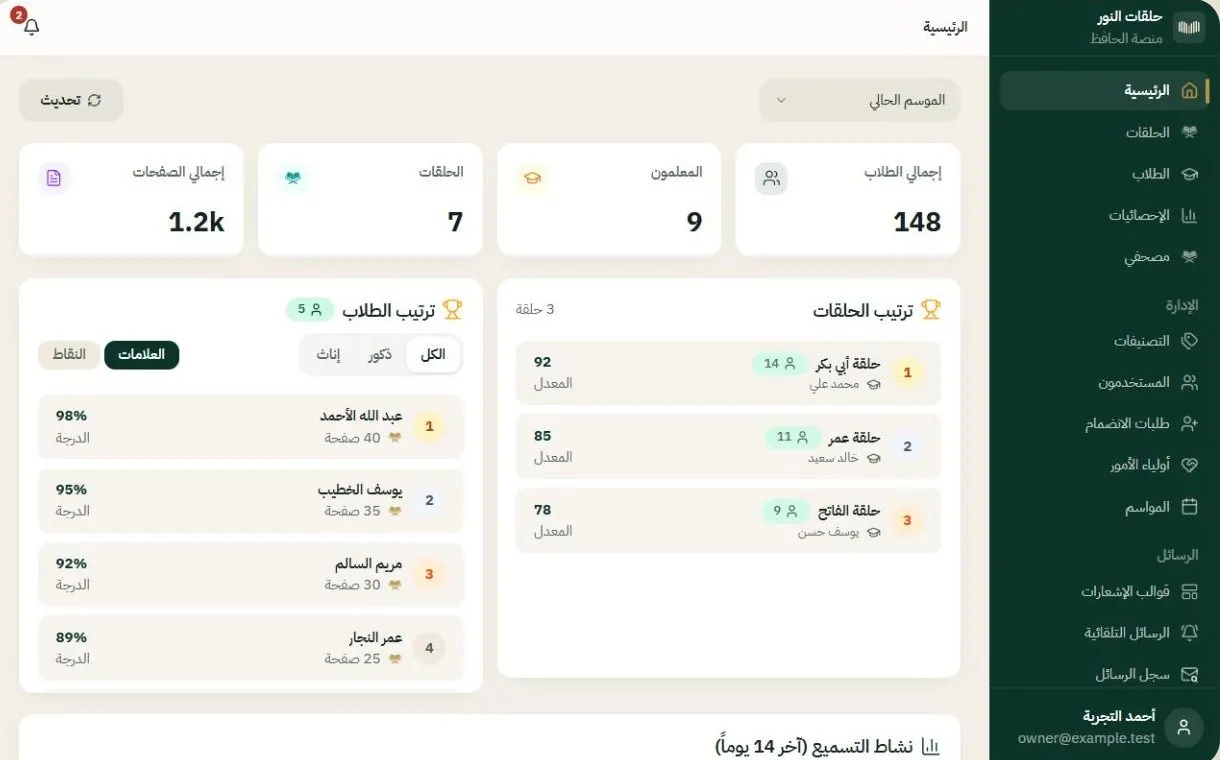 حلقات النور
منصة الحافظ
الرئيسية
الحلقات
الطلاب
الإحصائيات
مصحفي
الإدارة
التصنيفات
المستخدمون
طلبات الانضمام
أولياء الأمور
المواسم
الرسائل
قوالب الإشعارات
الرسائل التلقائية
سجل الرسائل
أحمد التجربة
owner@example.test
الرئيسية
2
الموسم الحالي
تحديث
إجمالي الطلاب
148
المعلمون
9
الحلقات
7
إجمالي الصفحات
1.2k
ترتيب الحلقات
3 حلقة
1
حلقة أبي بكر
14
محمد علي
92
المعدل
2
حلقة عمر
11
خالد سعيد
85
المعدل
3
حلقة الفاتح
9
يوسف حسن
78
المعدل
ترتيب الطلاب
5
الكل
ذكور
إناث
العلامات
النقاط
1
عبد الله الأحمد
40 صفحة
98%
الدرجة
2
يوسف الخطيب
35 صفحة
95%
الدرجة
3
مريم السالم
30 صفحة
92%
الدرجة
4
عمر النجار
25 صفحة
89%
الدرجة
نشاط التسميع (آخر 14 يوماً)